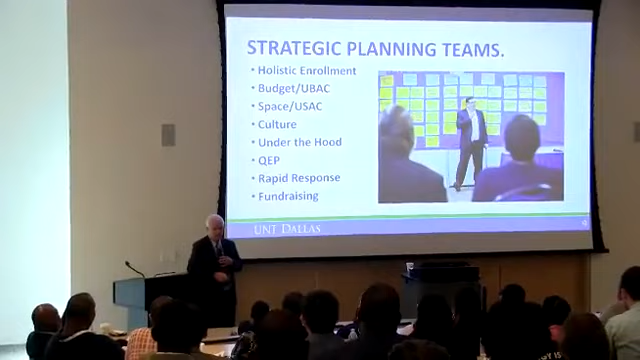 STRATEGIC PLANNING TEAMS.
• Holistic Enrollment
• Budget/UBAC
• Space/USAC
• Culture
• Under the Hood
• QEP
• Rapid Response
• Fundraising
UNT DALLAS